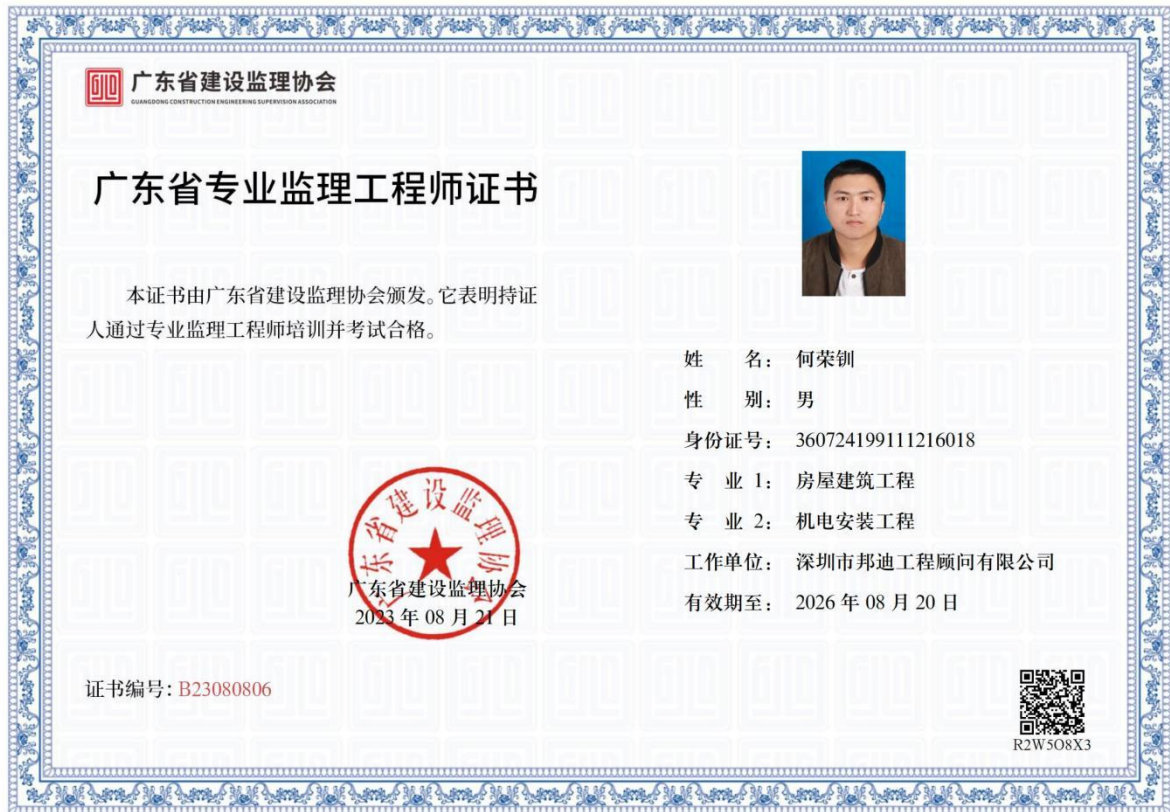 广东省建设监理协会
GUANGDONG CONSTRUCTION ENGINEERING SUPERVISION ASSOCIATION
广东省专业监理工程师证书
本证书由广东省建设监理协会颁发。它表明持证
人通过专业监理工程师培训并考试合格。
姓 名： 何荣钏
性 别： 男
身份证号： 360724199111216018
专 业 1： 房屋建筑工程
专 业 2： 机电安装工程
工作单位： 深圳市邦迪工程顾问有限公司
有效期至： 2026 年 08 月 20 日
广东省建设监理协会
广东省建设监理协会
2023 年 08 月 21 日
证书编号: B23080806
R2W5O8X3